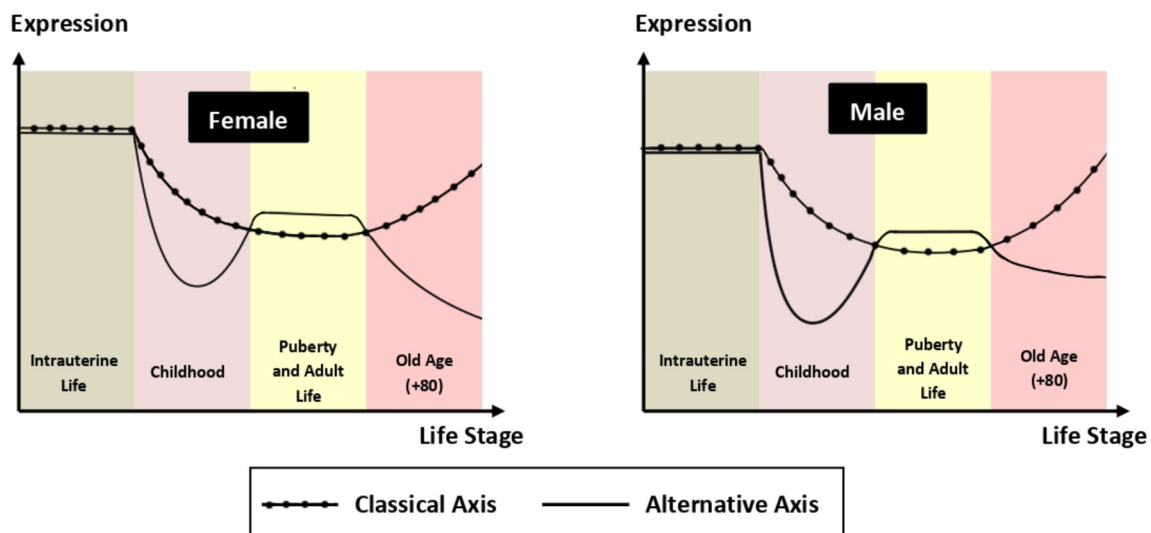 Expression
Female
Intrauterine
Life
Childhood
Puberty
and Adult
Life
Old Age
(+80)
Life Stage
Expression
Male
Intrauterine
Life
Childhood
Puberty
and Adult
Life
Old Age
(+80)
Life Stage
Classical Axis
Alternative Axis